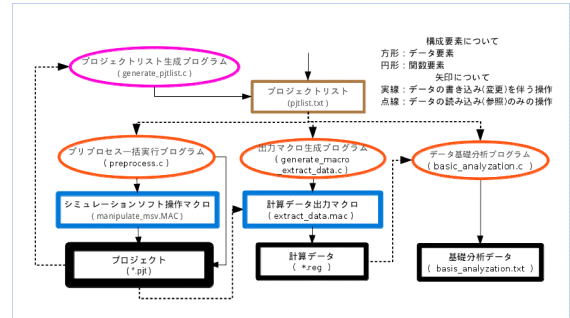 構成要素について
方形：データ要素
円形：関数要素
矢印について
実線：データの書き込み(変更)を伴う操作
点線：データの読み込み(参照)のみの操作
プロジェクトリスト生成プログラム
( generate_pjtlist.c )
プロジェクトリスト
(pjtlist.txt)
プリプロセス一括実行プログラム
( preprocess.c )
出力マクロ生成プログラム
( generate_macro
_extract_data.c )
データ基礎分析プログラム
( basic_analyzation.c )
シミュレーションソフト操作マクロ
( manipulate_msv.MAC )
計算データ出力マクロ
( extract_data.mac )
プロジェクト
( *.pjt)
計算データ
( *.reg )
基礎分析データ
( basis_analyzation.txt )